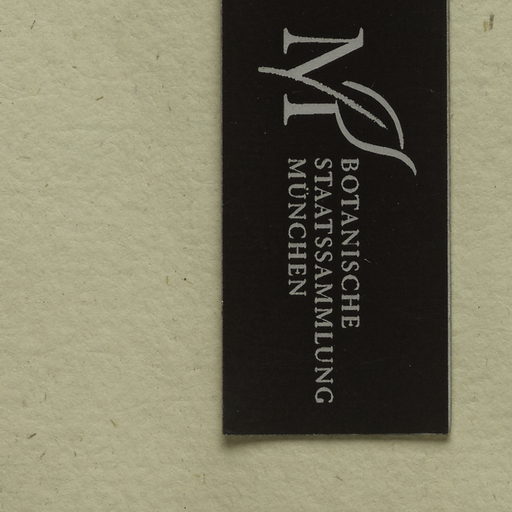 M
BOTANISCHE
STAATSSAMMLUNG
MÜNCHEN